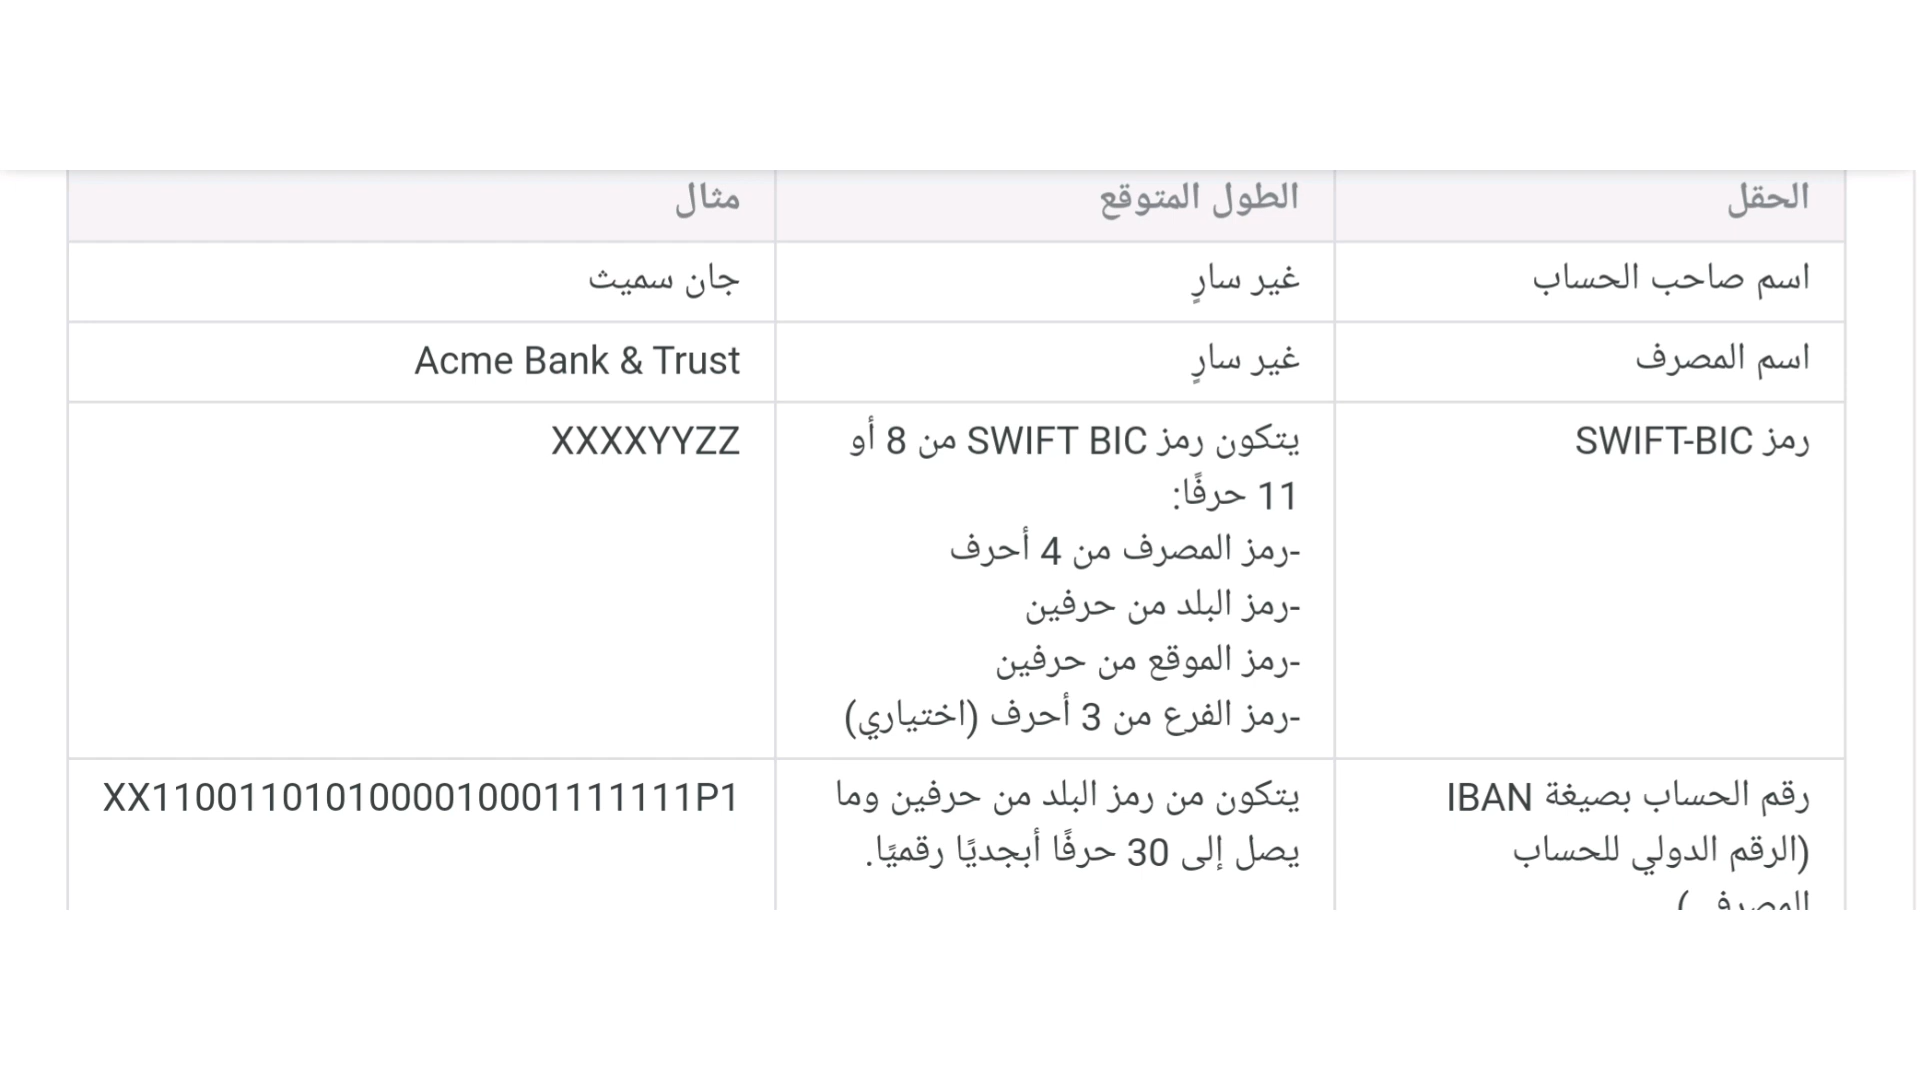 الحقل
الطول المتوقع
مثال
اسم صاحب الحساب
غير سارٍ
جان سميث
اسم المصرف
غير سارٍ
Acme Bank & Trust
رمز SWIFT-BIC
يتكون رمز SWIFT BIC من 8 أو
11 حرفًا:
-رمز المصرف من 4 أحرف
-رمز البلد من حرفين
-رمز الموقع من حرفين
-رمز الفرع من 3 أحرف (اختياري)
XXXXYYZZ
رقم الحساب بصيغة IBAN
(الرقم الدولي للحساب
المصرفي)
يتكون من رمز البلد من حرفين وما
يصل إلى 30 حرفًا أبجديًا رقميًا.
XX1100110101000010001111111P1